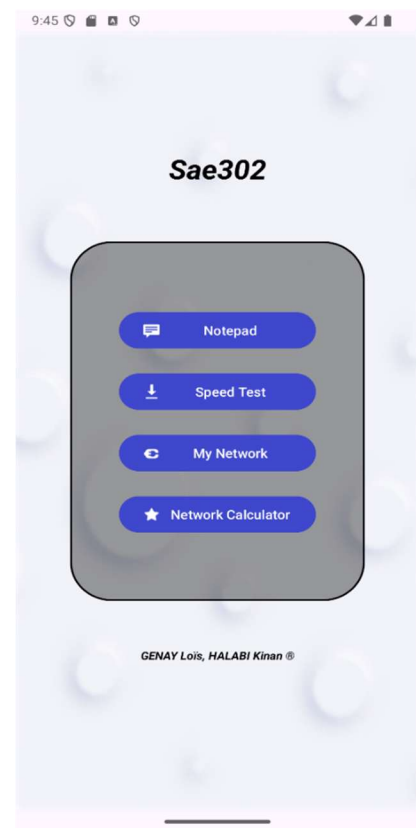 9:45
Sae302
Notepad
Speed Test
My Network
Network Calculator
GENAY Loïs, HALABI Kinan ®